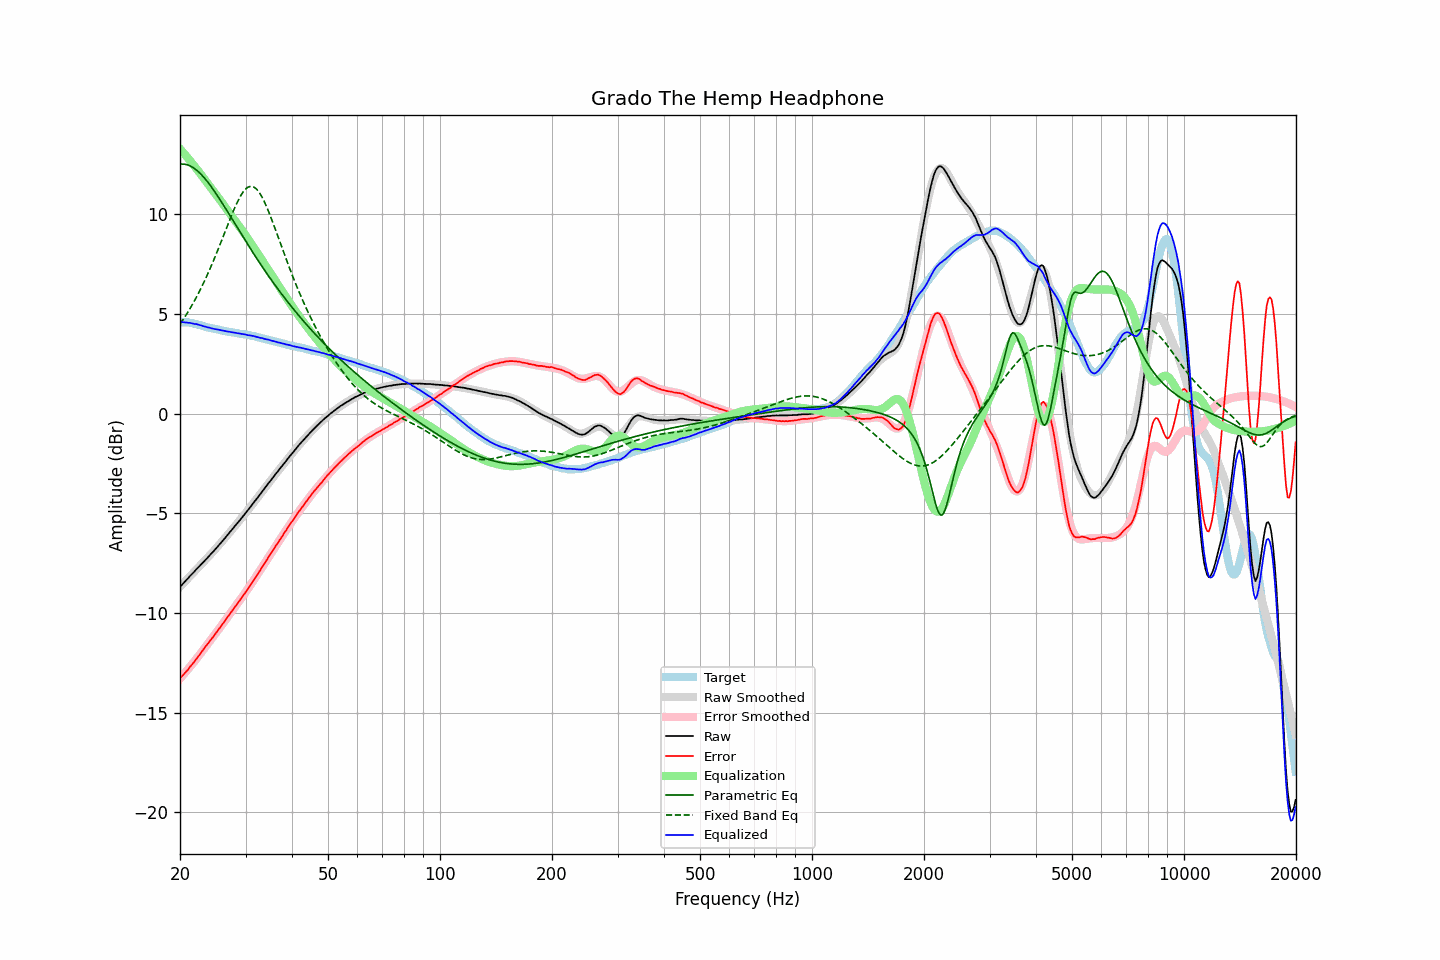 Grado The Hemp Headphone
Amplitude (dBr)
10
5
0
−5
−10
−15
−20
Target
Raw Smoothed
Error Smoothed
Raw
Error
Equalization
Parametric Eq
Fixed Band Eq
Equalized
20 50 100 200 500 1000 2000 5000 10000 20000
Frequency (Hz)